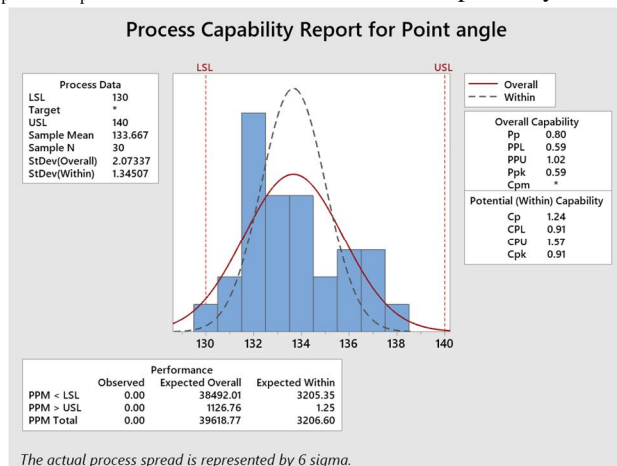 Process Capability Report for Point angle
LSL
USL
Process Data
LSL 130
Target *
USL 140
Sample Mean 133.667
Sample N 30
StDev(Overall) 2.07337
StDev(Within) 1.34507
Overall
Within
Overall Capability
Pp 0.80
PPL 0.59
PPU 1.02
Ppk 0.59
Cpm *
Potential (Within) Capability
Cp 1.24
CPL 0.91
CPU 1.57
Cpk 0.91
130 132 134 136 138 140
Performance
Observed Expected Overall Expected Within
PPM < LSL 0.00 38492.01 3205.35
PPM > USL 0.00 1126.76 1.25
PPM Total 0.00 39618.77 3206.60
The actual process spread is represented by 6 sigma.